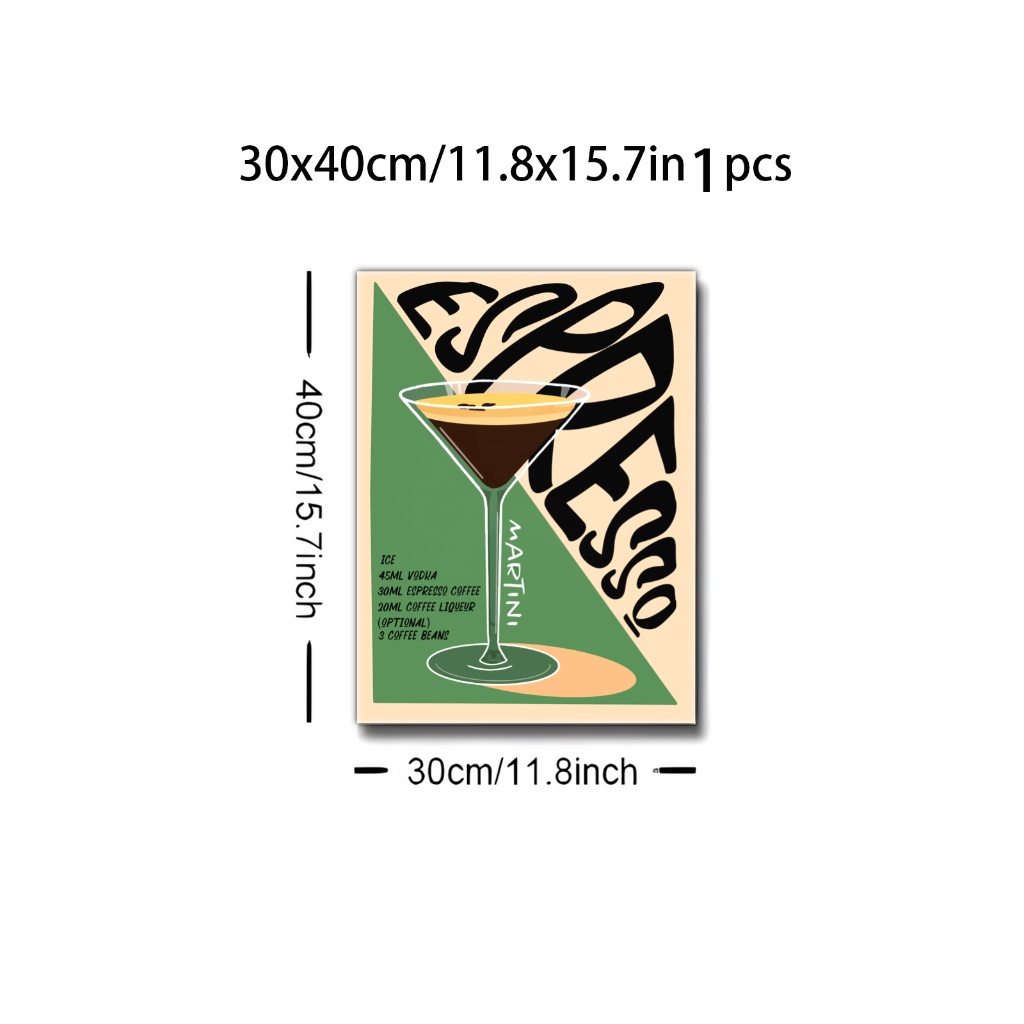 30x40cm/11.8x15.7in 1 pcs
ESPRESSO
MARTINI
ICE
45ML VODKA
30ML ESPRESSO COFFEE
20ML COFFEE LIQUEUR
(OPTIONAL)
3 COFFEE BEANS
40cm/15.7inch
30cm/11.8inch